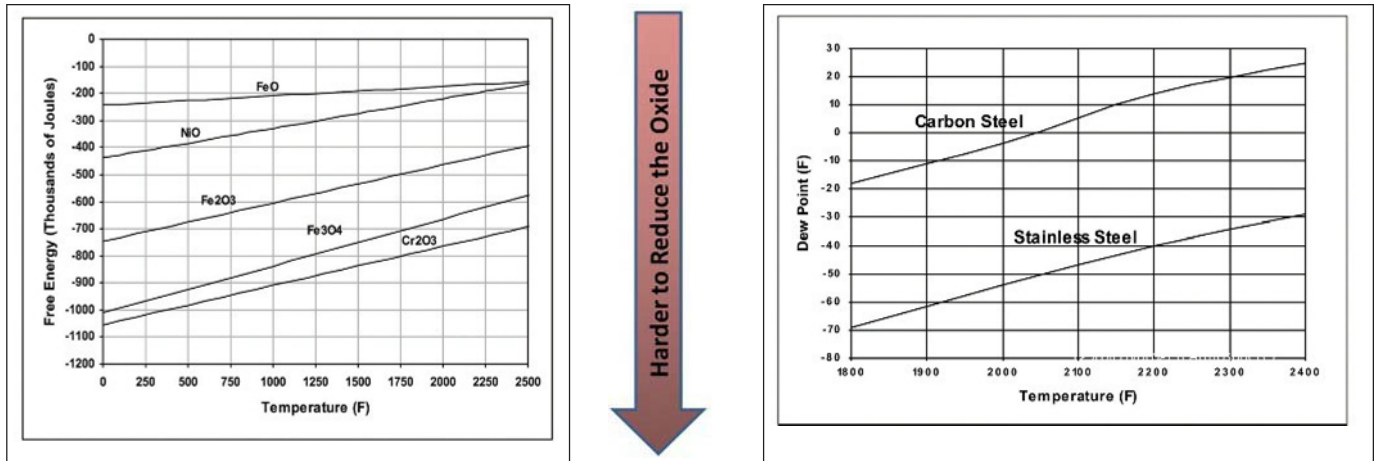 0
-100
-200
-300
-400
-500
-600
-700
-800
-900
-1000
-1100
-1200
Free Energy (Thousands of Joules)
FeO
NiO
Fe2O3
Fe3O4
Cr2O3
0 250 500 750 1000 1250 1500 1750 2000 2250 2500
Temperature (F)
Harder to Reduce the Oxide
30
20
10
0
-10
-20
-30
-40
-50
-60
-70
-80
Dew Point (F)
Carbon Steel
Stainless Steel
1800 1900 2000 2100 2200 2300 2400
Temperature (F)